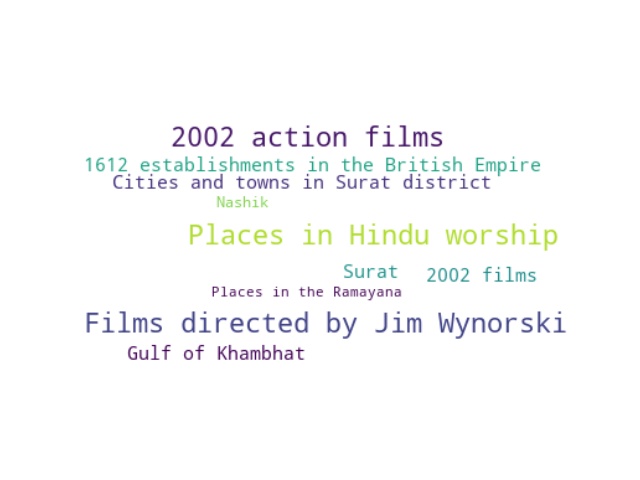 2002 action films
1612 establishments in the British Empire
Cities and towns in Surat district
Nashik
Places in Hindu worship
Surat
2002 films
Places in the Ramayana
Films directed by Jim Wynorski
Gulf of Khambhat